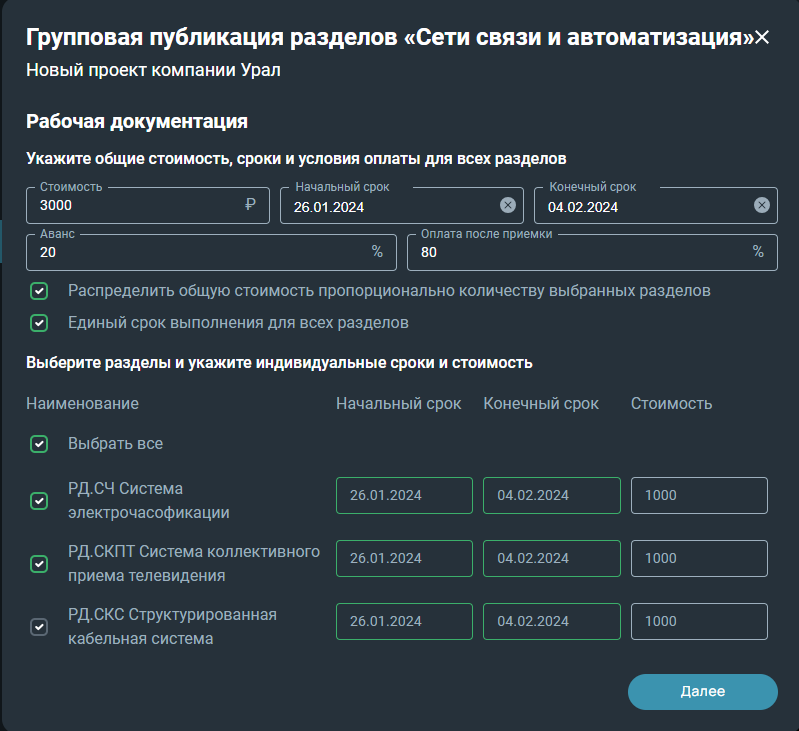 Групповая публикация разделов «Сети связи и автоматизация»
Новый проект компании Урал
Рабочая документация
Укажите общие стоимость, сроки и условия оплаты для всех разделов
Стоимость Начальный срок Конечный срок
3000 ₽ 26.01.2024 04.02.2024
Аванс Оплата после приемки
20 % 80 %
Распределить общую стоимость пропорционально количеству выбранных разделов
Единый срок выполнения для всех разделов
Выберите разделы и укажите индивидуальные сроки и стоимость
Наименование Начальный срок Конечный срок Стоимость
Выбрать все
РД.СЧ Система
электрочасофикации
26.01.2024 04.02.2024 1000
РД.СКПТ Система коллективного
приема телевидения
26.01.2024 04.02.2024 1000
РД.СКС Структурированная
кабельная система
26.01.2024 04.02.2024 1000
Далее